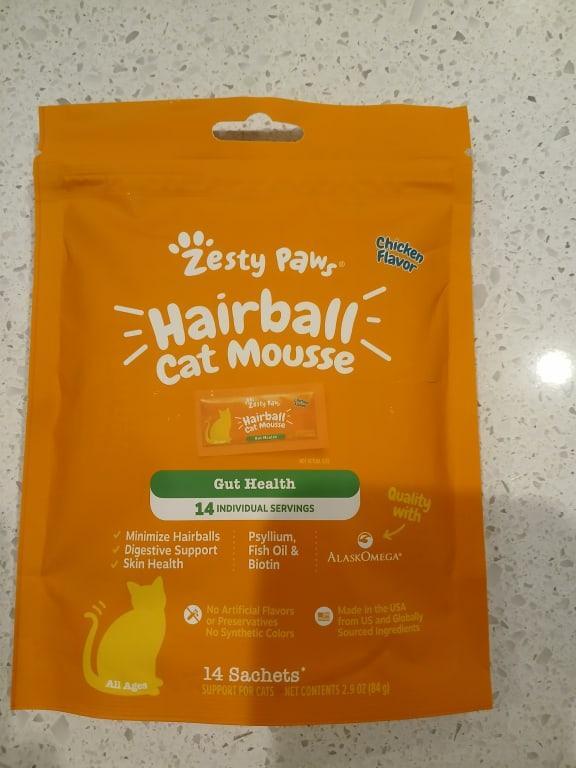 Zesty Paws®
Chicken
Flavor
Hairball
Cat Mousse
Zesty Paws
Chicken
Hairball
Cat Mousse
Gut Health
Gut Health
14 INDIVIDUAL SERVINGS
Quality
with
✓ Minimize Hairballs
✓ Digestive Support
✓ Skin Health
Psyllium,
Fish Oil &
Biotin
ALASKOMEGA®
No Artificial Flavors
or Preservatives
No Synthetic Colors
Made in the USA
from US and Globally
Sourced Ingredients
All Ages
14 Sachets*
SUPPORT FOR CATS NET CONTENTS 2.9 OZ (84 g)